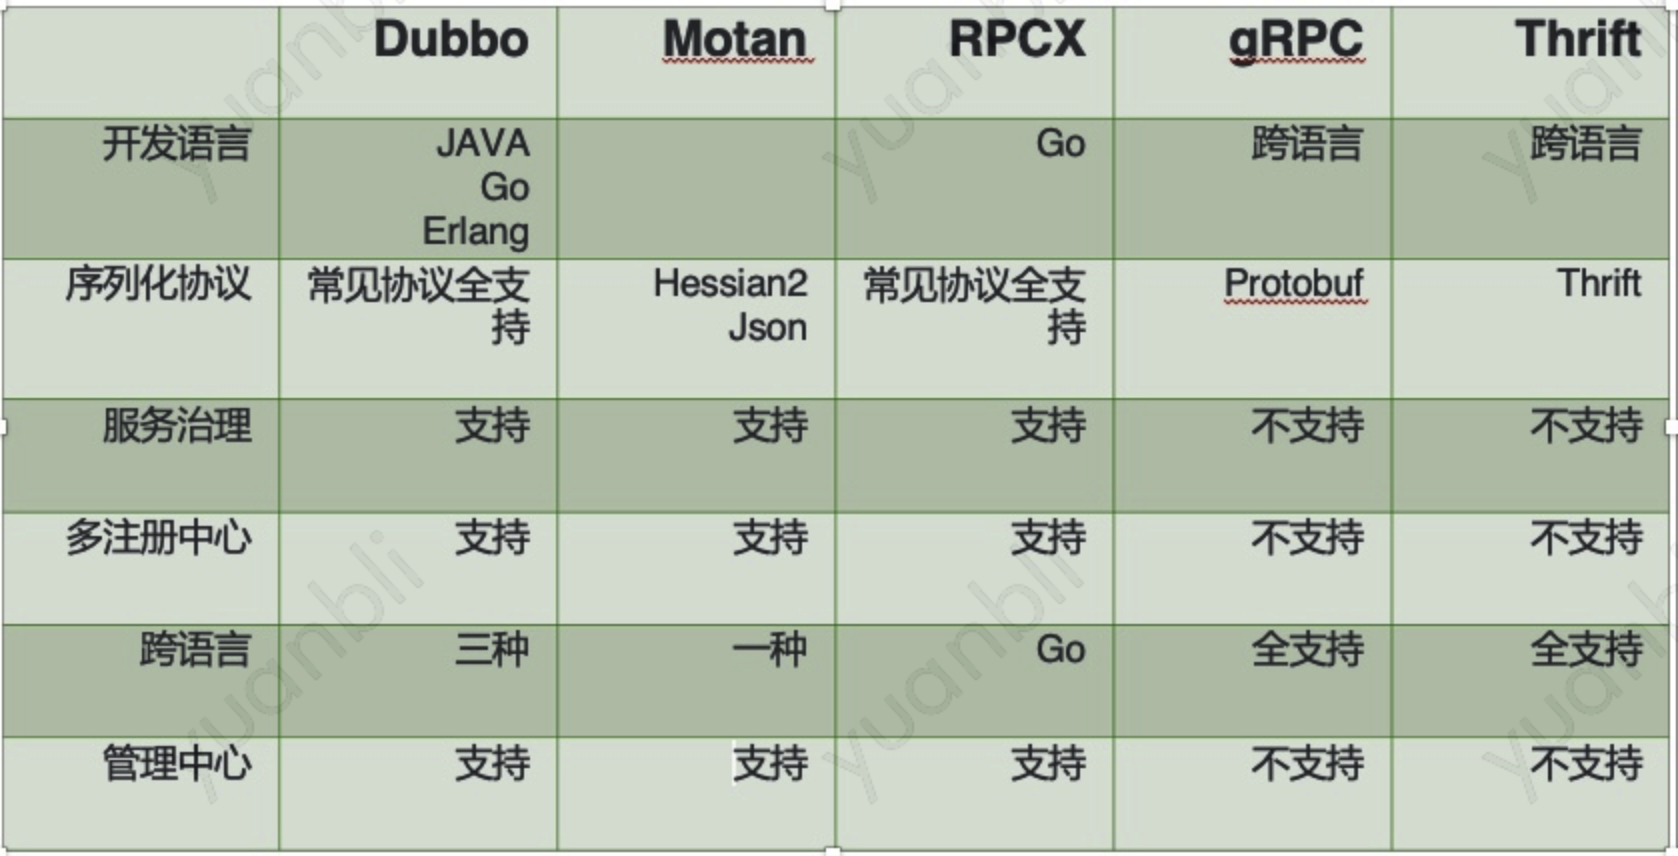 Dubbo Motan RPCX gRPC Thrift
开发语言 JAVA Go 跨语言 跨语言
Go
Erlang
序列化协议 常见协议全支 Hessian2 常见协议全支 Protobuf Thrift
持 Json 持
服务治理 支持 支持 支持 不支持 不支持
多注册中心 支持 支持 支持 不支持 不支持
跨语言 三种 一种 Go 全支持 全支持
管理中心 支持 支持 支持 不支持 不支持
yuanbli
yuanbli
yuanbli
yuanbli
yuanbli
yuanbli